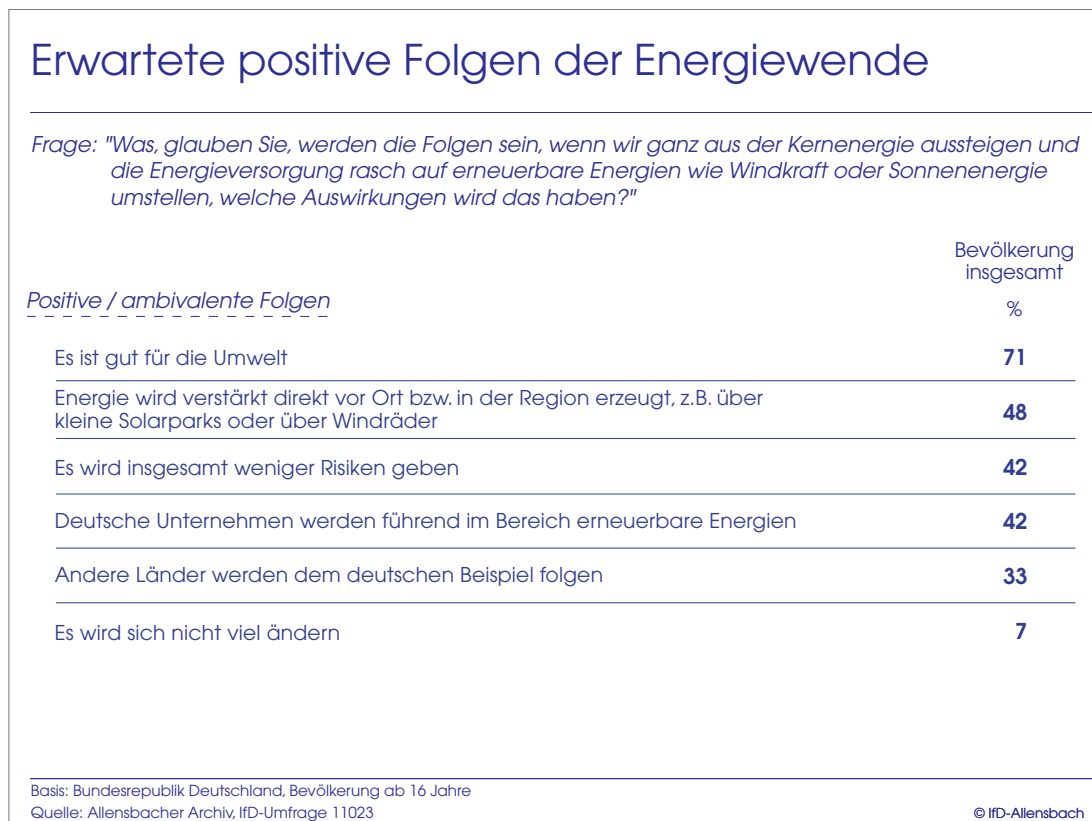 Erwartete positive Folgen der Energiewende
Frage: "Was, glauben Sie, werden die Folgen sein, wenn wir ganz aus der Kernenergie aussteigen und
die Energieversorgung rasch auf erneuerbare Energien wie Windkraft oder Sonnenenergie
umstellen, welche Auswirkungen wird das haben?"
Bevölkerung
insgesamt
Positive / ambivalente Folgen
%
Es ist gut für die Umwelt 71
Energie wird verstärkt direkt vor Ort bzw. in der Region erzeugt, z.B. über
kleine Solarparks oder über Windräder 48
Es wird insgesamt weniger Risiken geben 42
Deutsche Unternehmen werden führend im Bereich erneuerbare Energien 42
Andere Länder werden dem deutschen Beispiel folgen 33
Es wird sich nicht viel ändern 7
Basis: Bundesrepublik Deutschland, Bevölkerung ab 16 Jahre
Quelle: Allensbacher Archiv, IfD-Umfrage 11023 © IfD-Allensbach